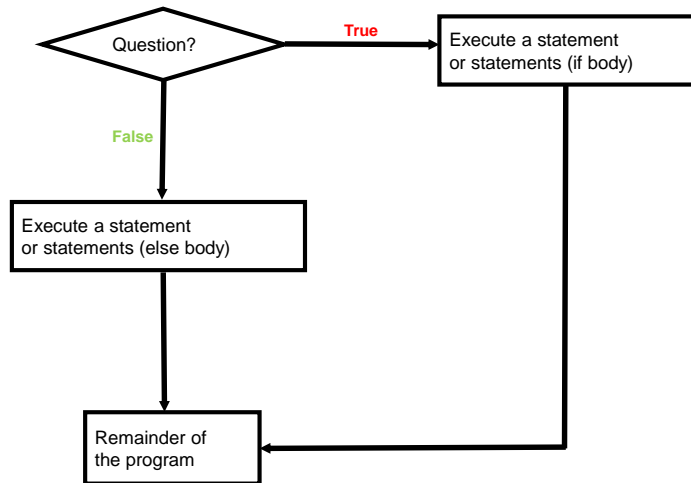 Question?
True
Execute a statement
or statements (if body)
False
Execute a statement
or statements (else body)
Remainder of
the program